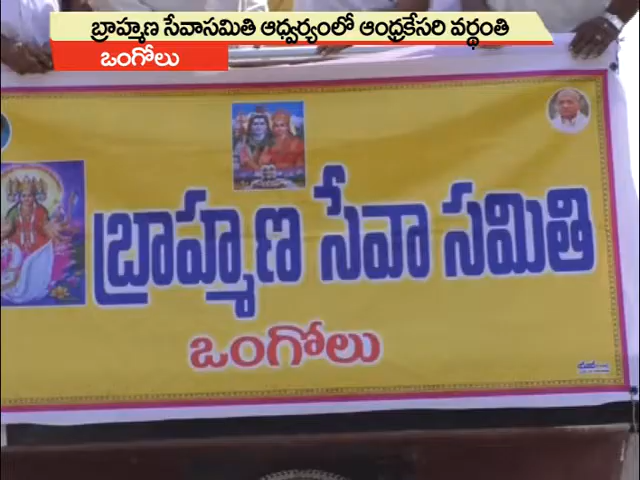 బ్రాహ్మణ సేవాసమితి ఆధ్వర్యంలో ఆంధ్రకేసరి వర్థంతి
ఒంగోలు
బ్రాహ్మణ సేవా సమితి
ఒంగోలు